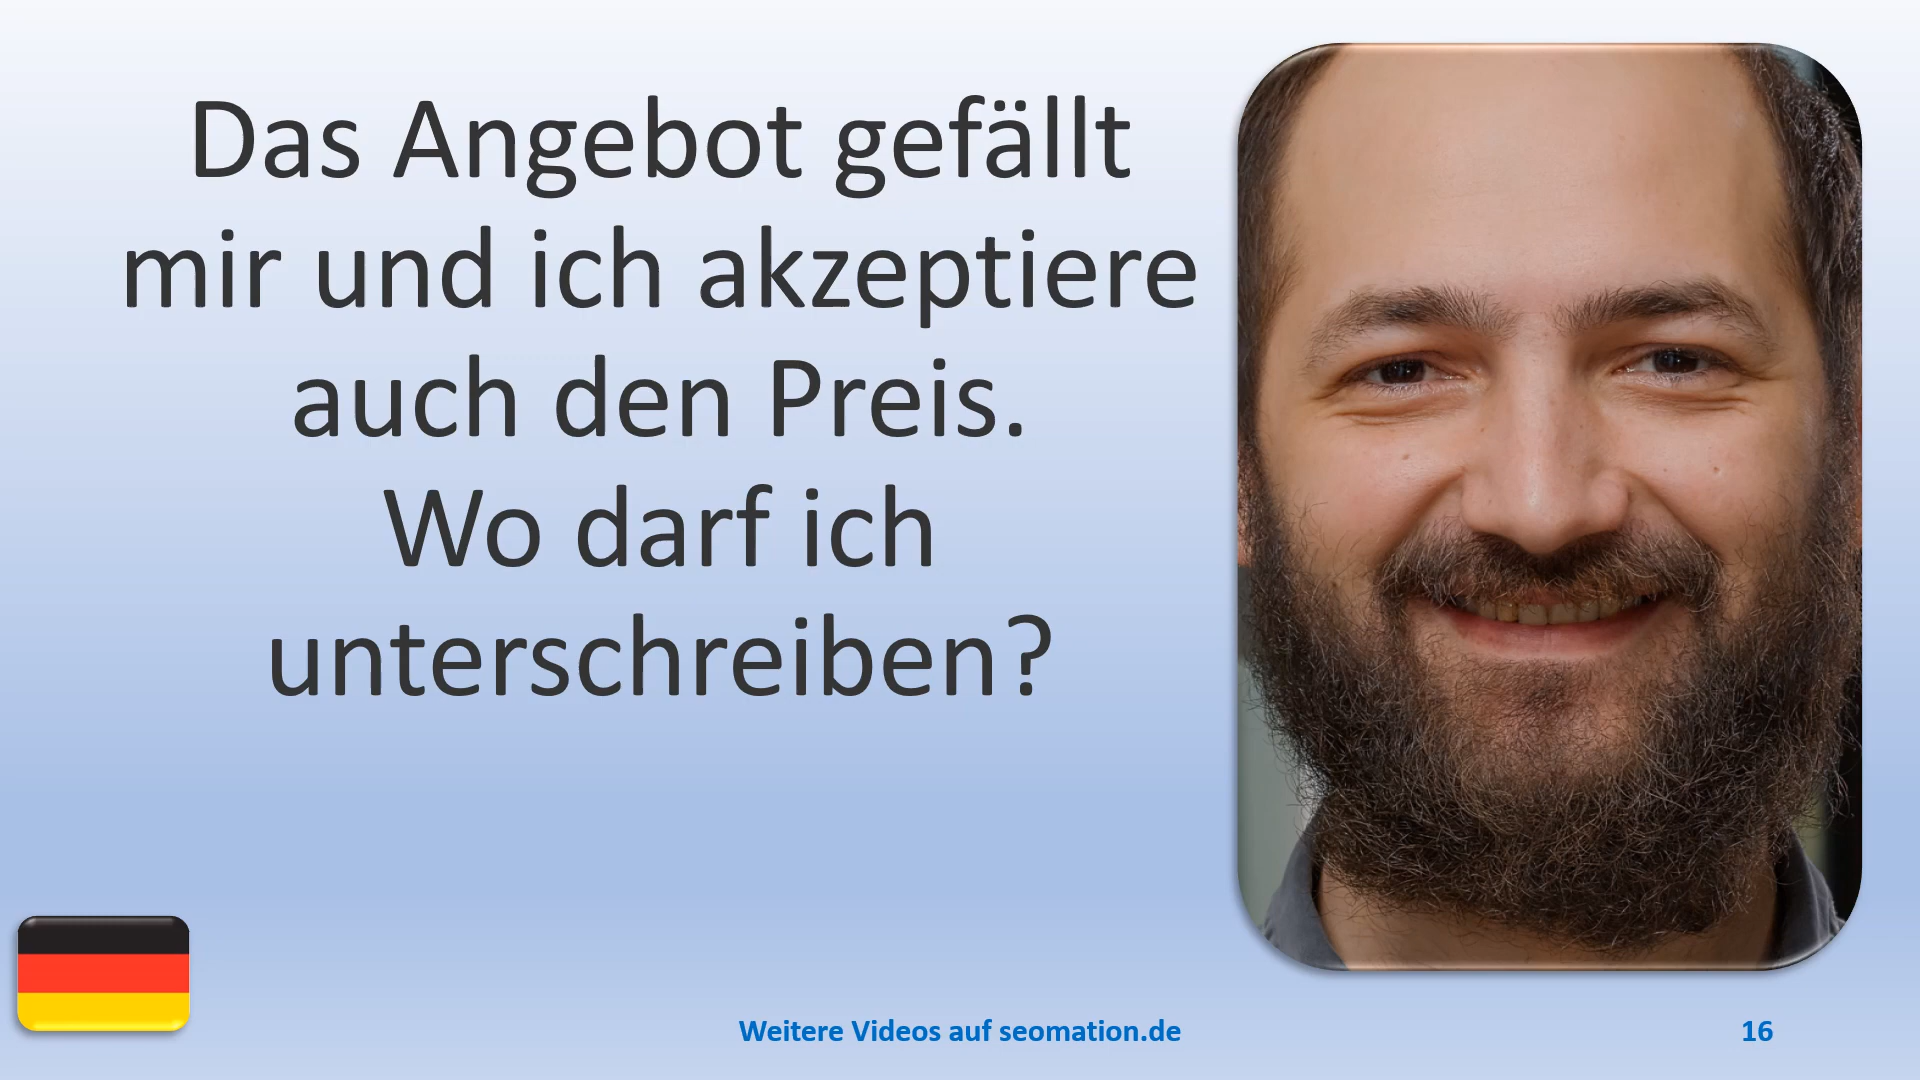 Das Angebot gefällt
mir und ich akzeptiere
auch den Preis.
Wo darf ich
unterschreiben?
Weitere Videos auf seomation.de
16